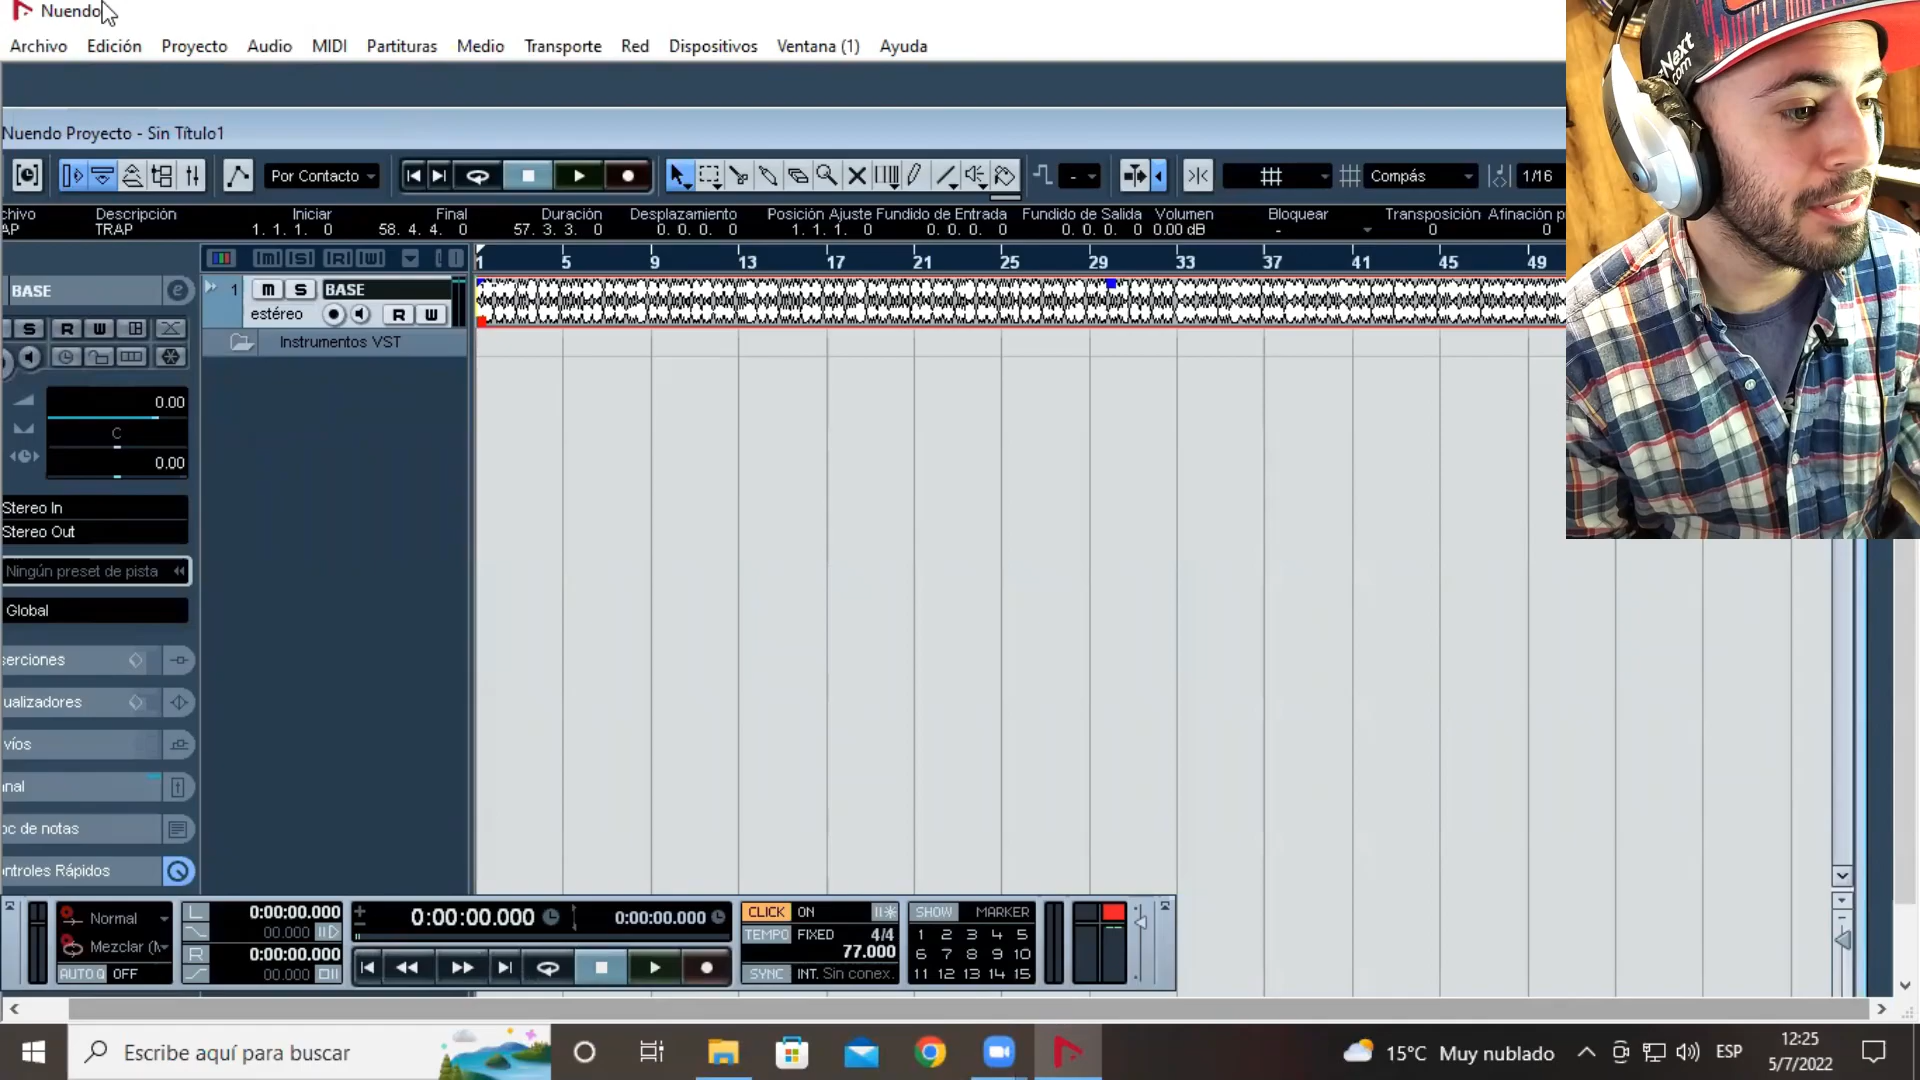 Nuendo
Archivo Edición Proyecto Audio MIDI Partituras Medio Transporte Red Dispositivos Ventana (1) Ayuda
Nuendo Proyecto - Sin Título1
Por Contacto - Compás 1/16
chivo Descripción Iniciar Final Duración Desplazamiento Posición Ajuste Fundido de Entrada Fundido de Salida Volumen Bloquear Transposición Afinación p
AP TRAP 1. 1. 1. 0 58. 4. 4. 0 57. 3. 3. 0 0. 0. 0. 0 1. 1. 1. 0 0. 0. 0. 0 0. 0. 0. 0 0.00 dB - 0 0
[M] [S] [R] [W] 1 5 9 13 17 21 25 29 33 37 41 45 49
BASE e 1 m S BASE
estéreo R W
S R W
Instrumentos VST
0.00
C
0.00
Stereo In
Stereo Out
Ningún preset de pista
Global
serciones
ualizadores
víos
nal
oc de notas
ontroles Rápidos
Normal L 0:00:00.000 0:00:00.000 0:00:00.000 CLICK ON SHOW MARKER
00.000 TEMPO FIXED 4/4 1 2 3 4 5
Mezclar (M R 0:00:00.000 77.000 6 7 8 9 10
AUTO Q OFF 00.000 SYNC INT. Sin conex. 11 12 13 14 15
Next
.com
Escribe aquí para buscar
15°C Muy nublado ESP 12:25
5/7/2022